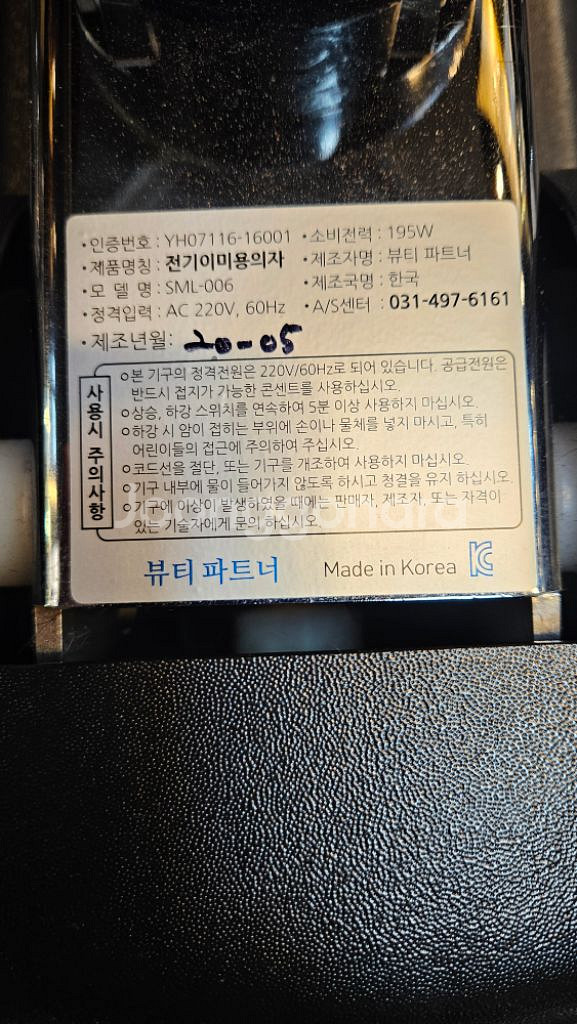 •인증번호 : YH07116-16001 •소비전력 : 195W
•제품명칭 : 전기이미용의자 •제조자명 : 뷰티 파트너
•모 델 명 : SML-006 •제조국명 : 한국
•정격입력 : AC 220V, 60Hz •A/S센터 : 031-497-6161
•제조년월: 20-05
사용시 주의사항
○본 기구의 정격전원은 220V/60Hz로 되어 있습니다. 공급전원은
반드시 접지가 가능한 콘센트를 사용하십시오.
○상승, 하강 스위치를 연속하여 5분 이상 사용하지 마십시오.
○하강 시 암이 접히는 부위에 손이나 물체를 넣지 마시고, 특히
어린이들의 접근에 주의하여 주십시오.
○코드선을 절단, 또는 기구를 개조하여 사용하지 마십시오.
○기구 내부에 물이 들어가지 않도록 하시고 청결을 유지 하십시오.
○기구에 이상이 발생하였을 때에는 판매자, 제조자, 또는 자격이
있는 기술자에게 문의 하십시오.
뷰티 파트너 Made in Korea KC